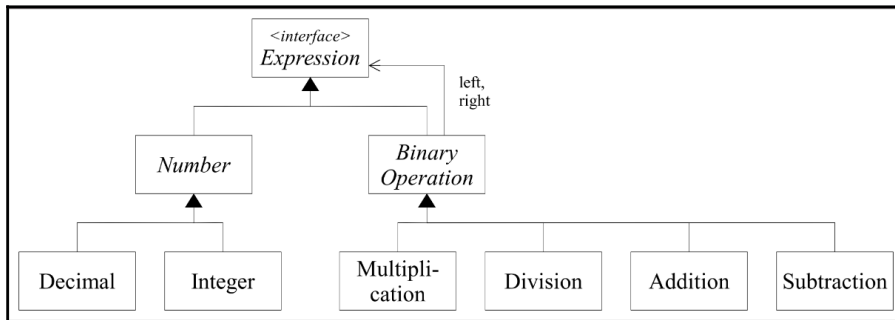 <interface>
Expression
left,
right
Number
Binary
Operation
Decimal
Integer
Multipli-
cation
Division
Addition
Subtraction